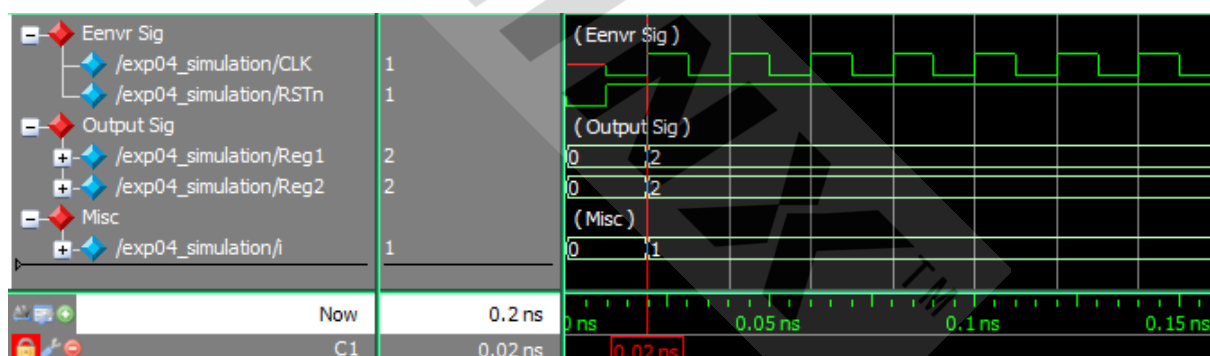 Eenvr Sig
(Eenvr Sig)
/exp04_simulation/CLK 1
/exp04_simulation/RSTn 1
Output Sig
(Output Sig)
/exp04_simulation/Reg1 2 0 2
/exp04_simulation/Reg2 2 0 2
Misc
(Misc)
/exp04_simulation/i 1 0 1
Now 0.2 ns
0.05 ns 0.1 ns 0.15 ns
C1 0.02 ns 0.02 ns
TM